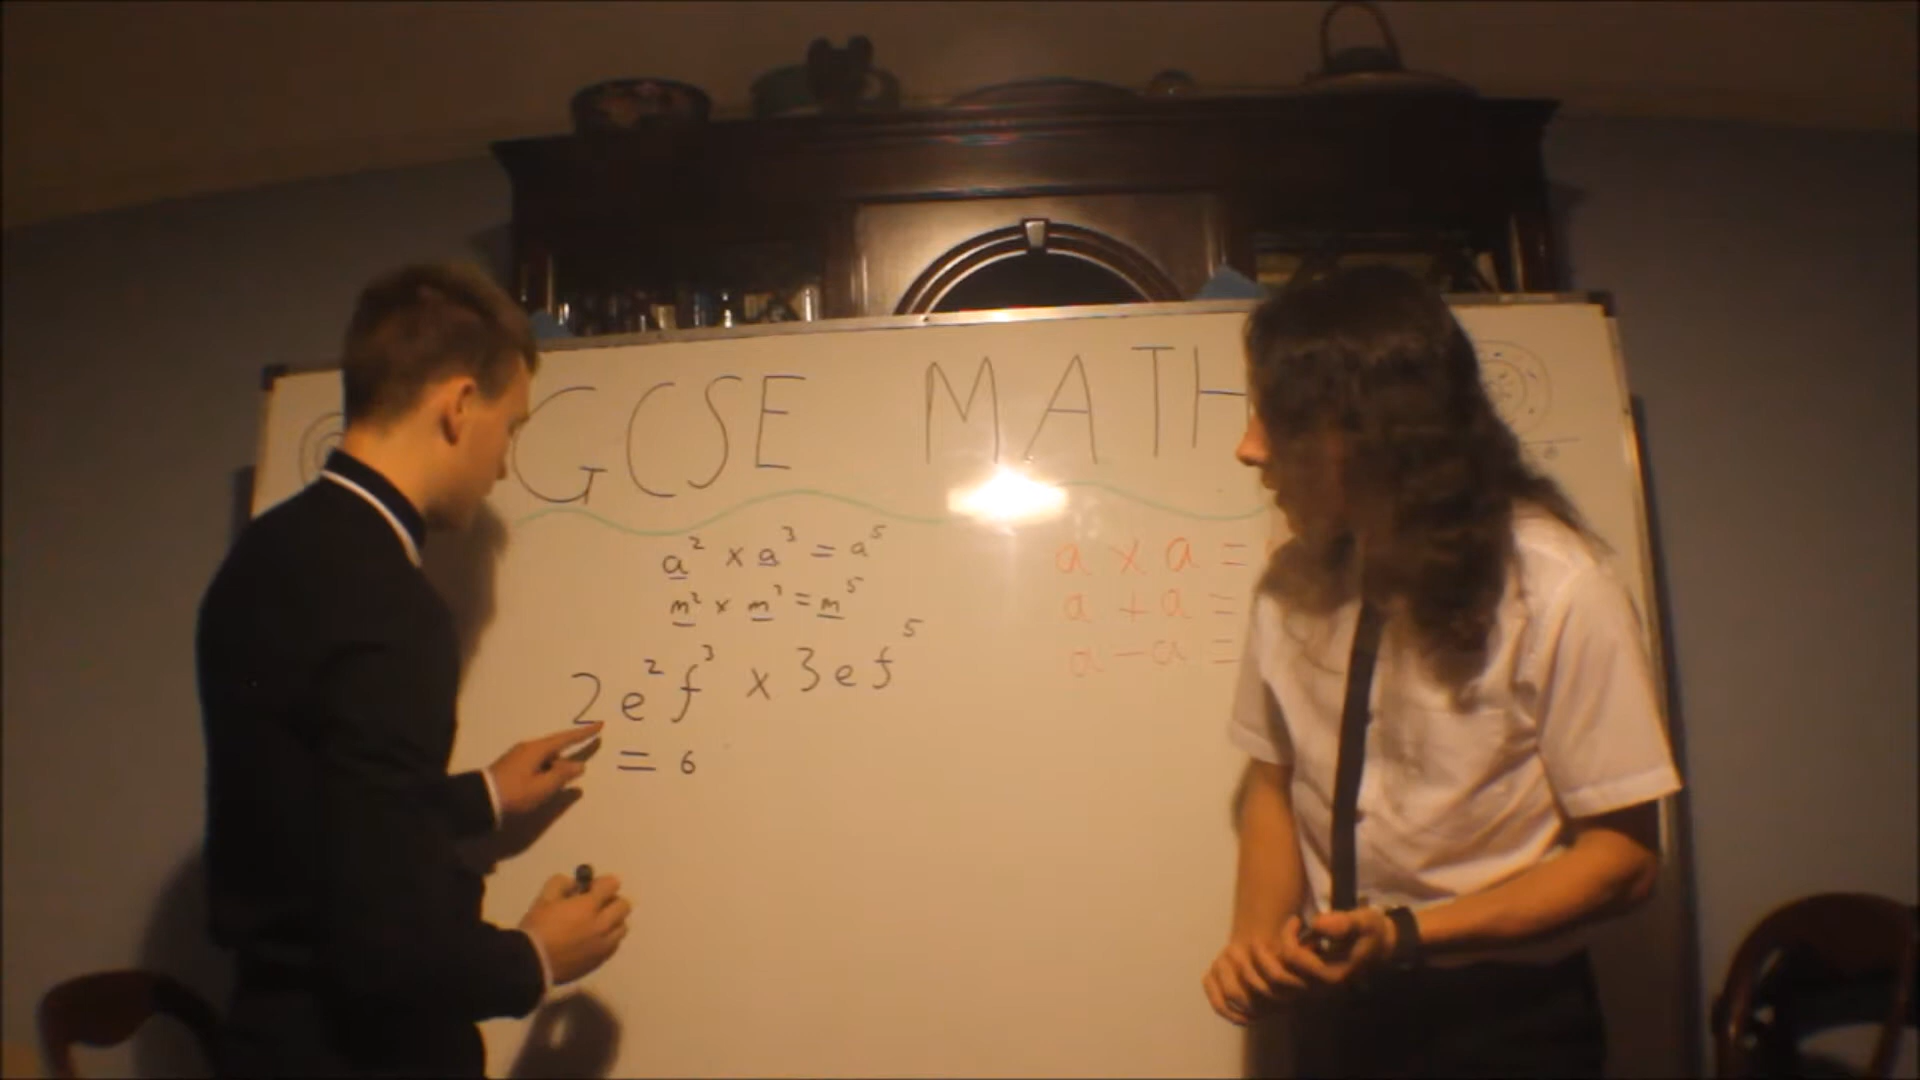 GCSE MATH
a² x a³ = a⁵
m² x m³ = m⁵
2e²f³ x 3ef⁵
= 6
a x a =
a + a =
a - a =